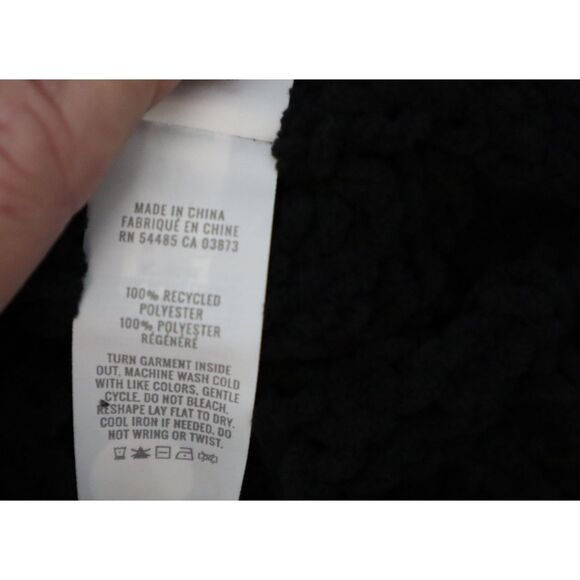 MADE IN CHINA
FABRIQUÉ EN CHINE
RN 54485 CA 03873
100% RECYCLED
POLYESTER
100% POLYESTER
RÉGÉNÉRÉ
TURN GARMENT INSIDE
OUT, MACHINE WASH COLD
WITH LIKE COLORS, GENTLE
CYCLE. DO NOT BLEACH.
RESHAPE LAY FLAT TO DRY.
COOL IRON IF NEEDED. DO
NOT WRING OR TWIST.